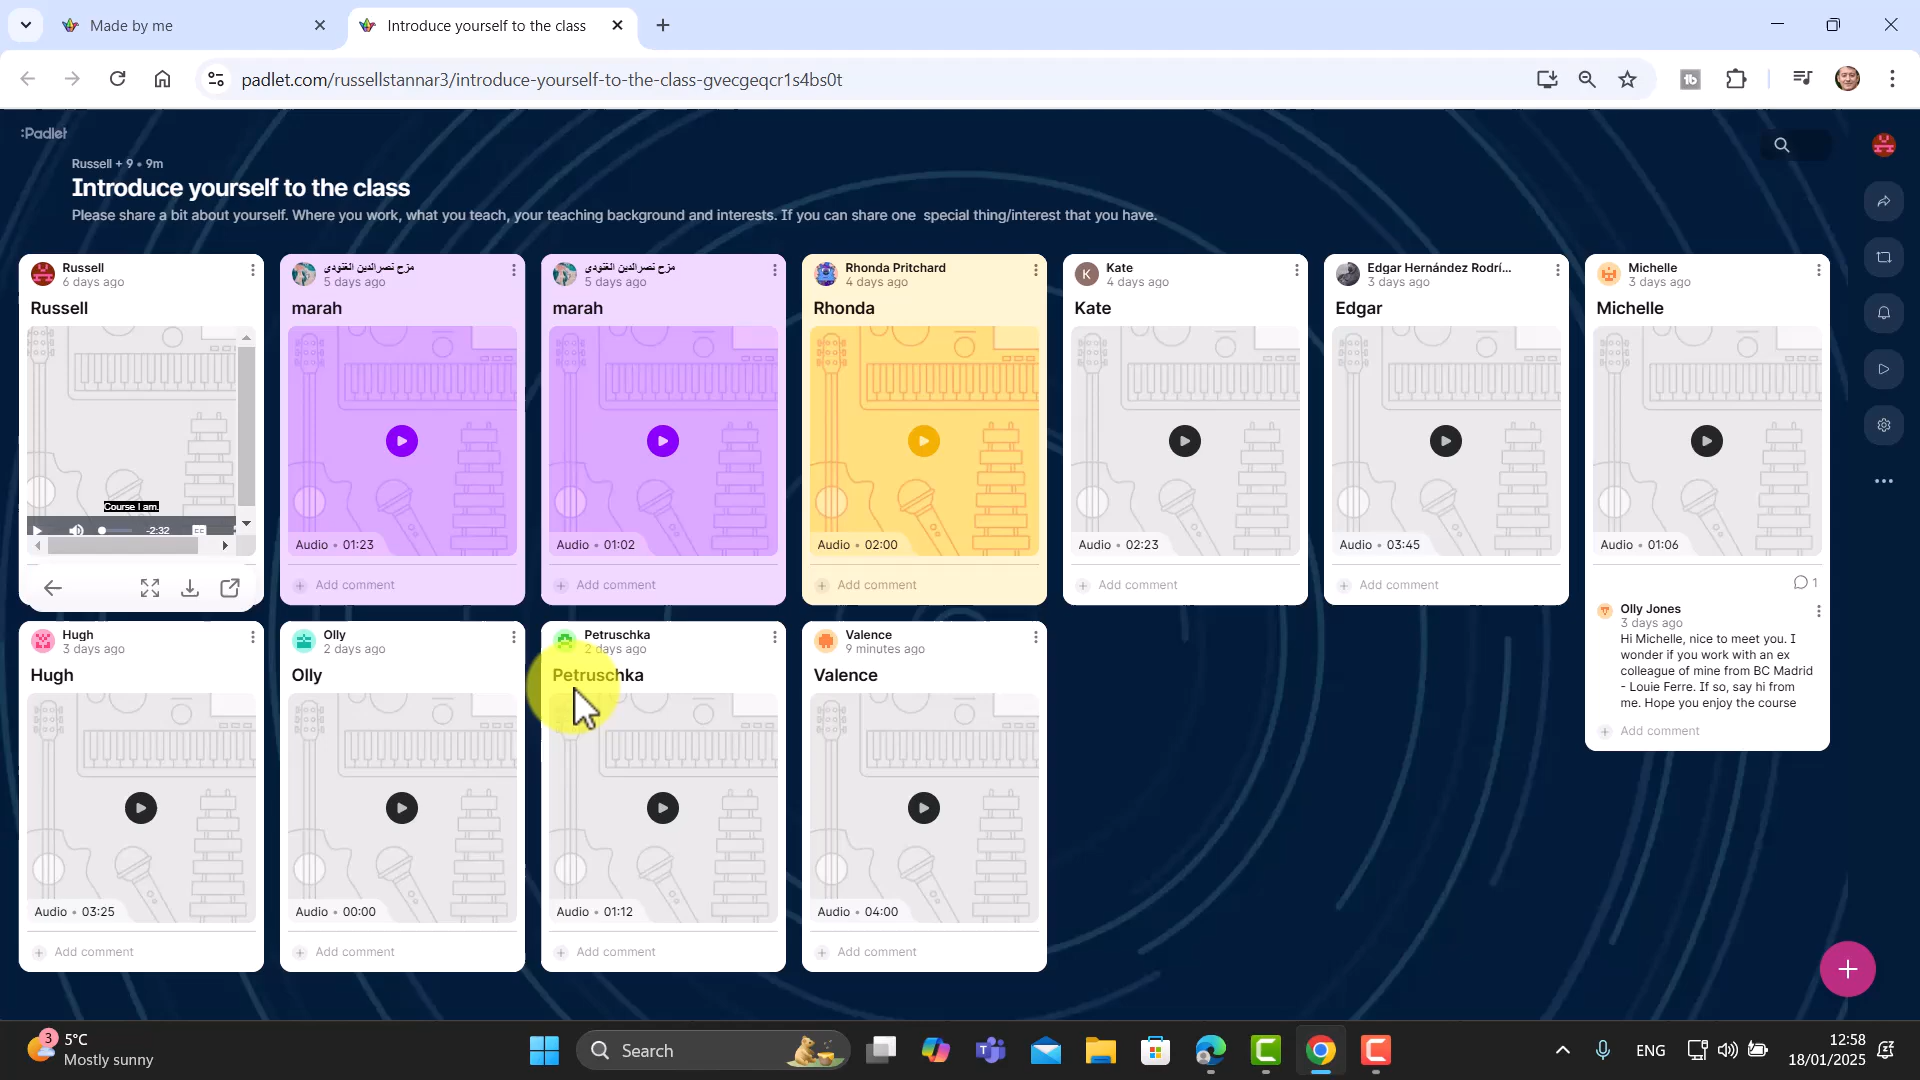 Made by me
Introduce yourself to the class
padlet.com/russellstannar3/introduce-yourself-to-the-class-gvecgeqcr1s4bs0t
:Padlet
Russell + 9 • 9m
Introduce yourself to the class
Please share a bit about yourself. Where you work, what you teach, your teaching background and interests. If you can share one special thing/interest that you have.
Russell
6 days ago
Russell
Course I am.
-2:32
5 days ago
marah
Audio • 01:23
Add comment
5 days ago
marah
Audio • 01:02
Add comment
Rhonda Pritchard
4 days ago
Rhonda
Audio • 02:00
Add comment
K
Kate
4 days ago
Kate
Audio • 02:23
Add comment
Edgar Hernández Rodrí...
3 days ago
Edgar
Audio • 03:45
Add comment
Michelle
3 days ago
Michelle
Audio • 01:06
1
Olly Jones
3 days ago
Hi Michelle, nice to meet you. I
wonder if you work with an ex
colleague of mine from BC Madrid
- Louie Ferre. If so, say hi from
me. Hope you enjoy the course
Add comment
Hugh
3 days ago
Hugh
Audio • 03:25
Add comment
Olly
2 days ago
Olly
Audio • 00:00
Add comment
Petruschka
2 days ago
Petruschka
Audio • 01:12
Add comment
Valence
9 minutes ago
Valence
Audio • 04:00
Add comment
3
5°C
Mostly sunny
Search
ENG
12:58
18/01/2025